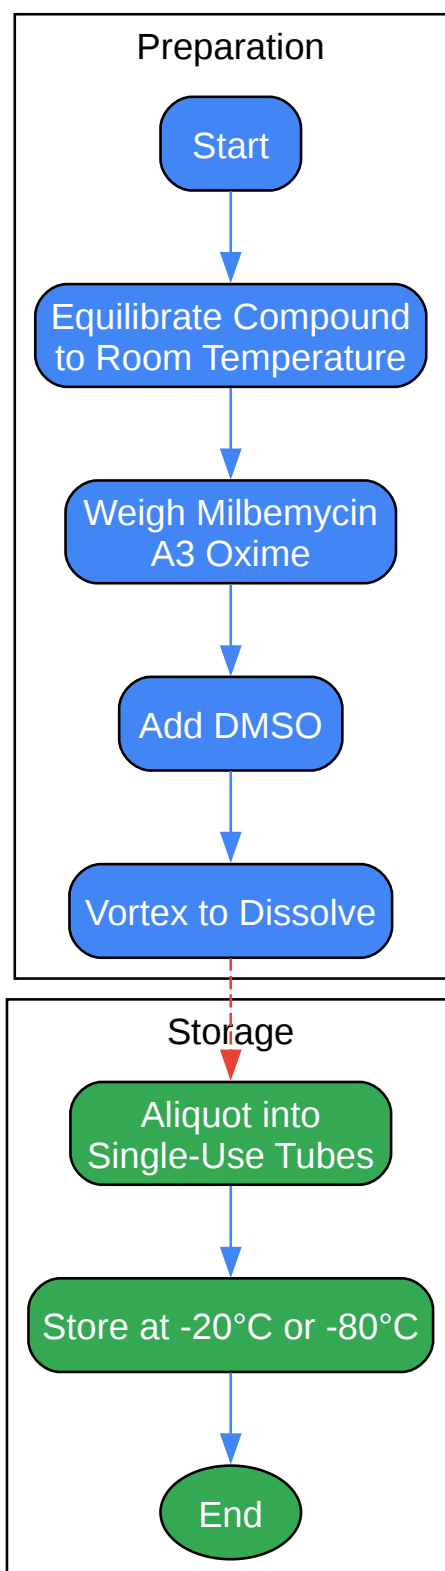 Preparation
Start
Equilibrate Compound
to Room Temperature
Weigh Milbemycin
A3 Oxime
Add DMSO
Vortex to Dissolve
Storage
Aliquot into
Single-Use Tubes
Store at -20°C or -80°C
End